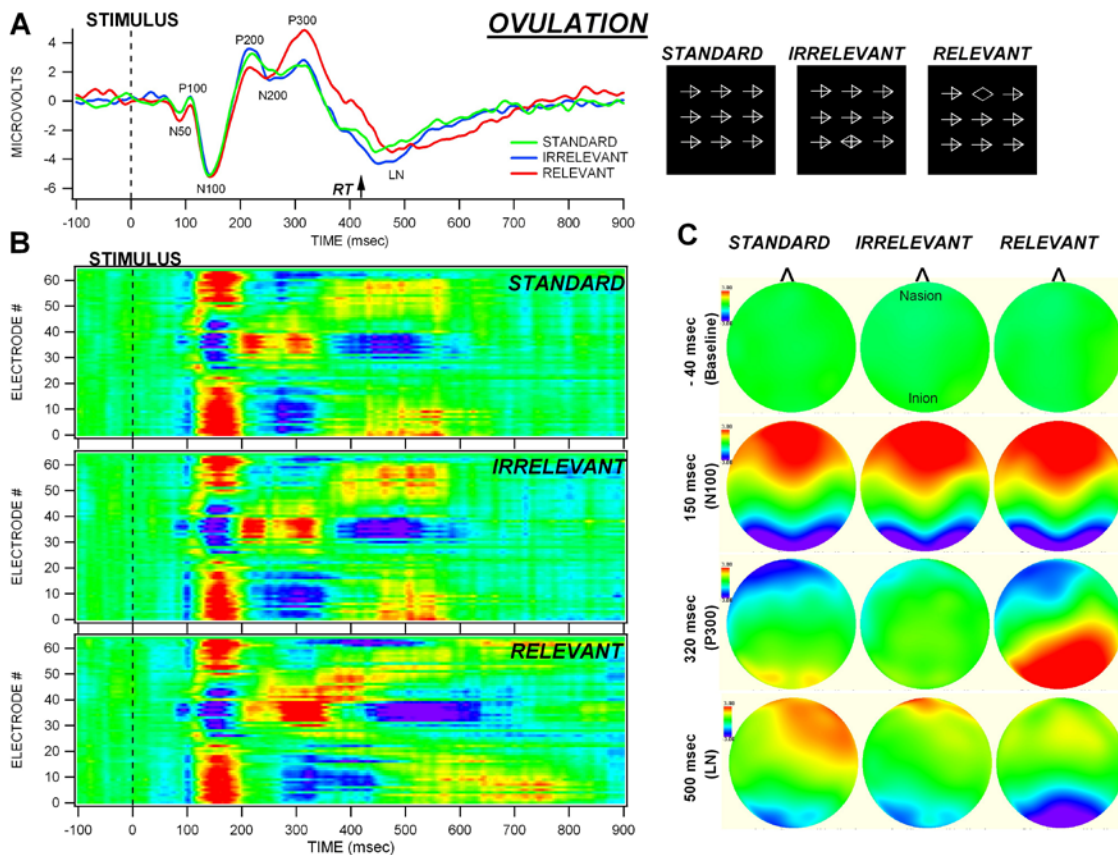 A
STIMULUS
OVULATION
STANDARD IRRELEVANT RELEVANT
MICROVOLTS
4
2
0
-2
-4
-6
P100
N50
N100
P200
N200
P300
STANDARD
IRRELEVANT
RELEVANT
RT
LN
-100 0 100 200 300 400 500 600 700 800 900
TIME (msec)
B
STIMULUS
ELECTRODE #
60
50
40
30
20
10
0
STANDARD
ELECTRODE #
60
50
40
30
20
10
0
IRRELEVANT
ELECTRODE #
60
50
40
30
20
10
0
RELEVANT
-100 0 100 200 300 400 500 600 700 800 900
TIME (msec)
C
STANDARD IRRELEVANT RELEVANT
- 40 msec
(Baseline)
Nasion
Inion
150 msec
(N100)
320 msec
(P300)
500 msec
(LN)